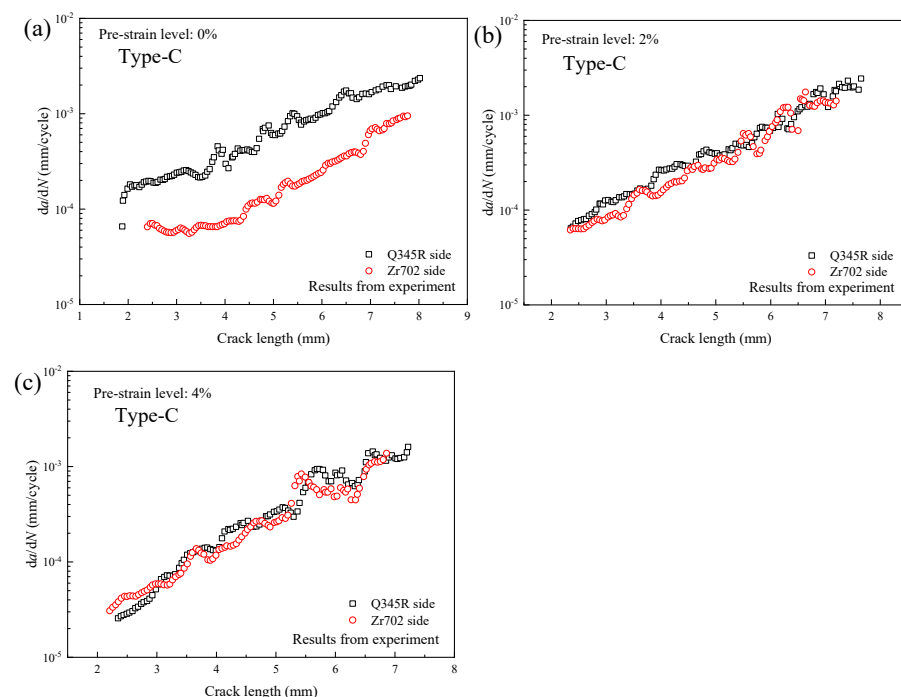 (a)
Pre-strain level: 0%
Type-C
da/dN (mm/cycle)
10-2
10-3
10-4
10-5
Q345R side
Zr702 side
Results from experiment
1 2 3 4 5 6 7 8 9
Crack length (mm)
(b)
Pre-strain level: 2%
Type-C
da/dN (mm/cycle)
10-2
10-3
10-4
10-5
Q345R side
Zr702 side
Results from experiment
2 3 4 5 6 7 8
Crack length (mm)
(c)
Pre-strain level: 4%
Type-C
da/dN (mm/cycle)
10-2
10-3
10-4
10-5
Q345R side
Zr702 side
Results from experiment
2 3 4 5 6 7 8
Crack length (mm)